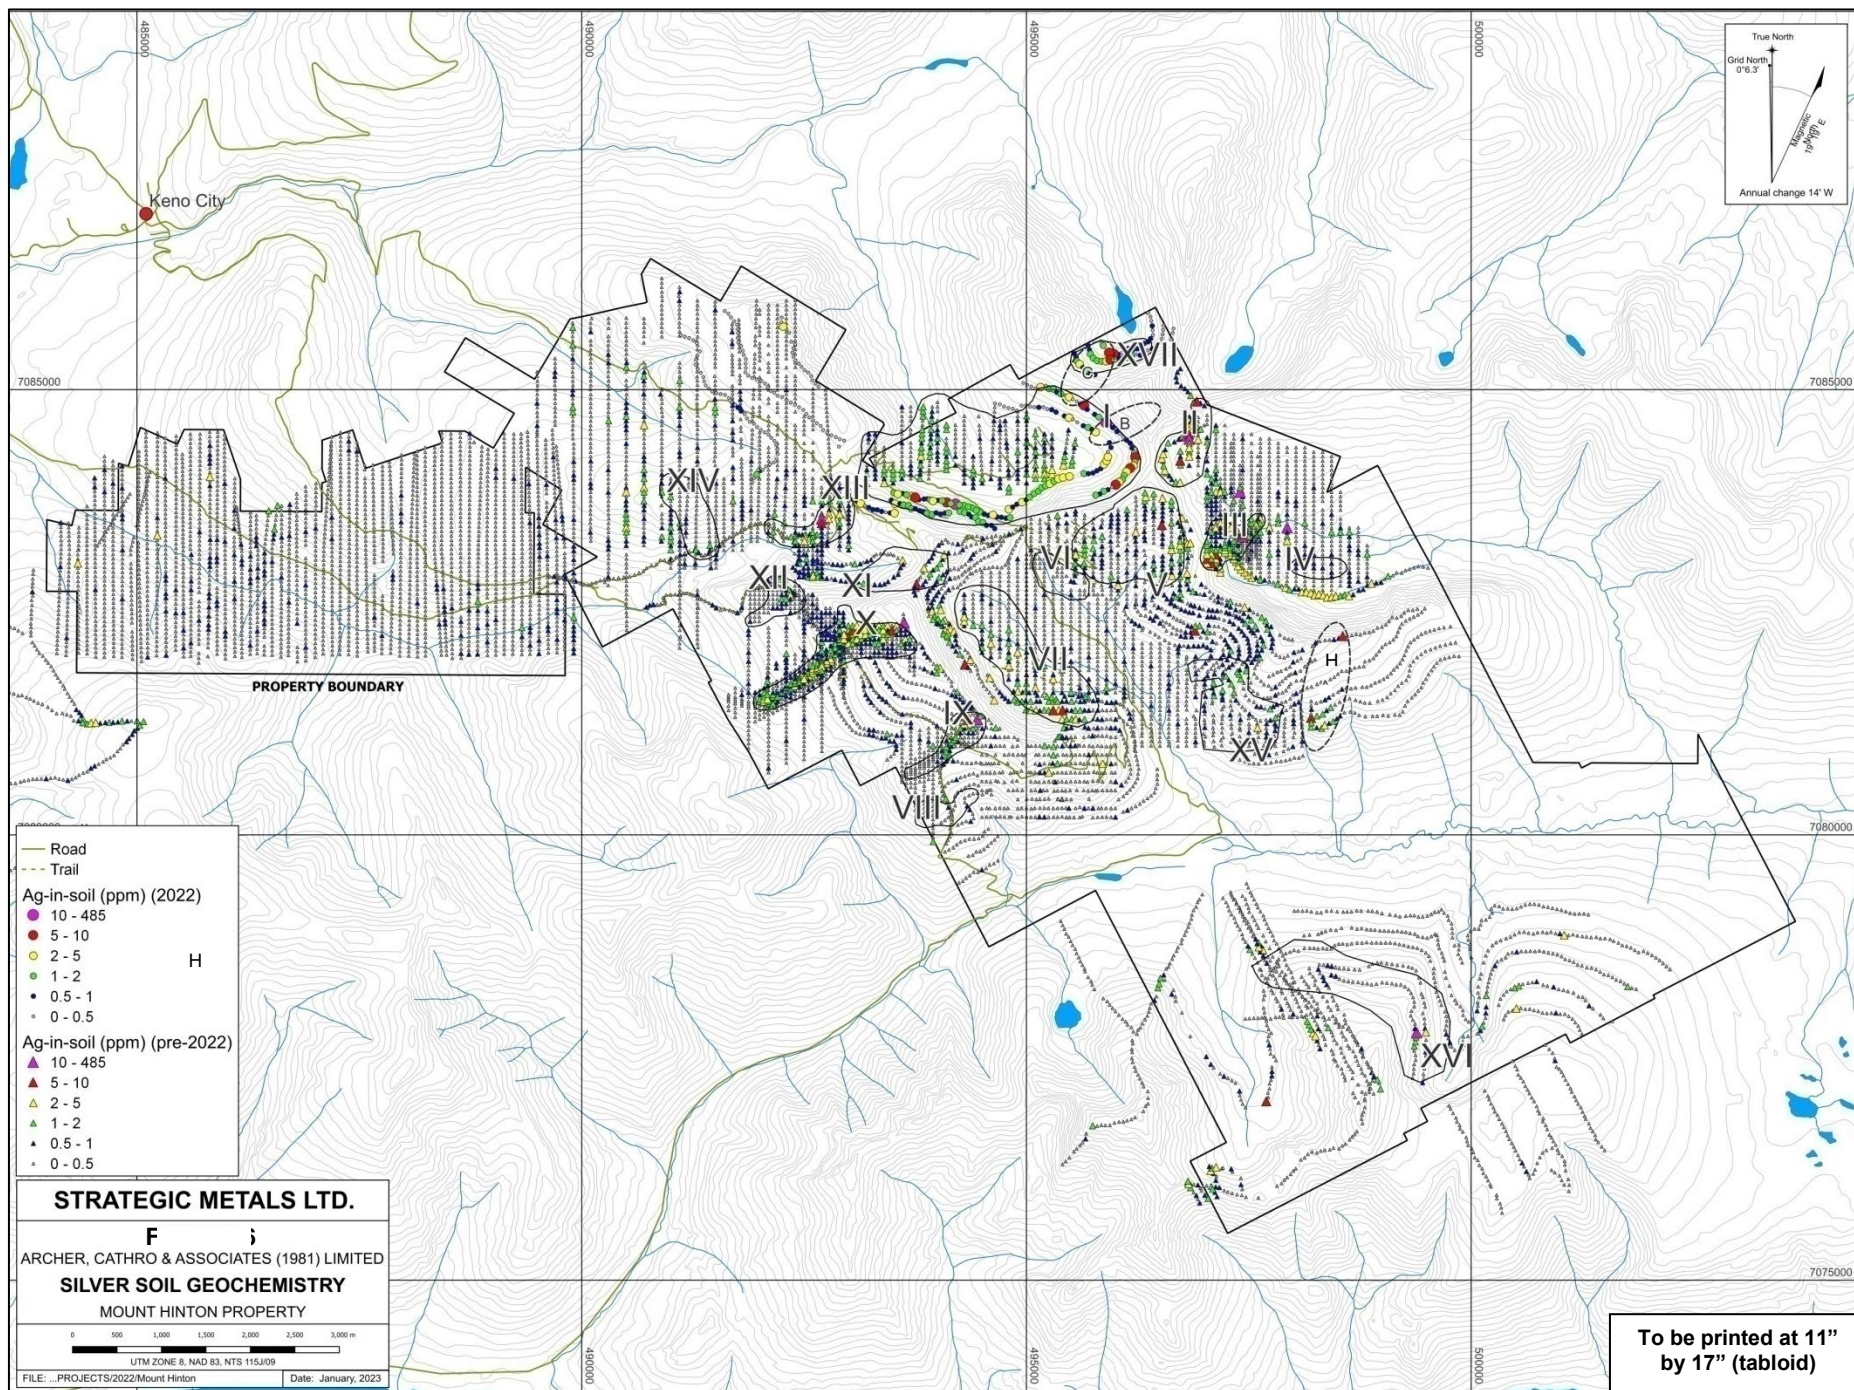 485000
490000
495000
500000
True North
Grid North
0°6.3'
Magnetic
North
19° 19' E
Annual change 14' W
Keno City
7085000
7085000
XVII
C
I
B
II
XIV
XIII
III
IV
VI
V
XII
XI
X
VII
H
IX
XV
VIII
PROPERTY BOUNDARY
7080000
XVI
Road
Trail
Ag-in-soil (ppm) (2022)
10 - 485
5 - 10
2 - 5
1 - 2
0.5 - 1
0 - 0.5
H
Ag-in-soil (ppm) (pre-2022)
10 - 485
5 - 10
2 - 5
1 - 2
0.5 - 1
0 - 0.5
STRATEGIC METALS LTD.
ARCHER, CATHRO & ASSOCIATES (1981) LIMITED
SILVER SOIL GEOCHEMISTRY
MOUNT HINTON PROPERTY
0 500 1,000 1,500 2,000 2,500 3,000 m
UTM ZONE 8, NAD 83, NTS 115J/09
FILE: ...PROJECTS/2022/Mount Hinton Date: January, 2023
7075000
490000
495000
500000
To be printed at 11”
by 17” (tabloid)